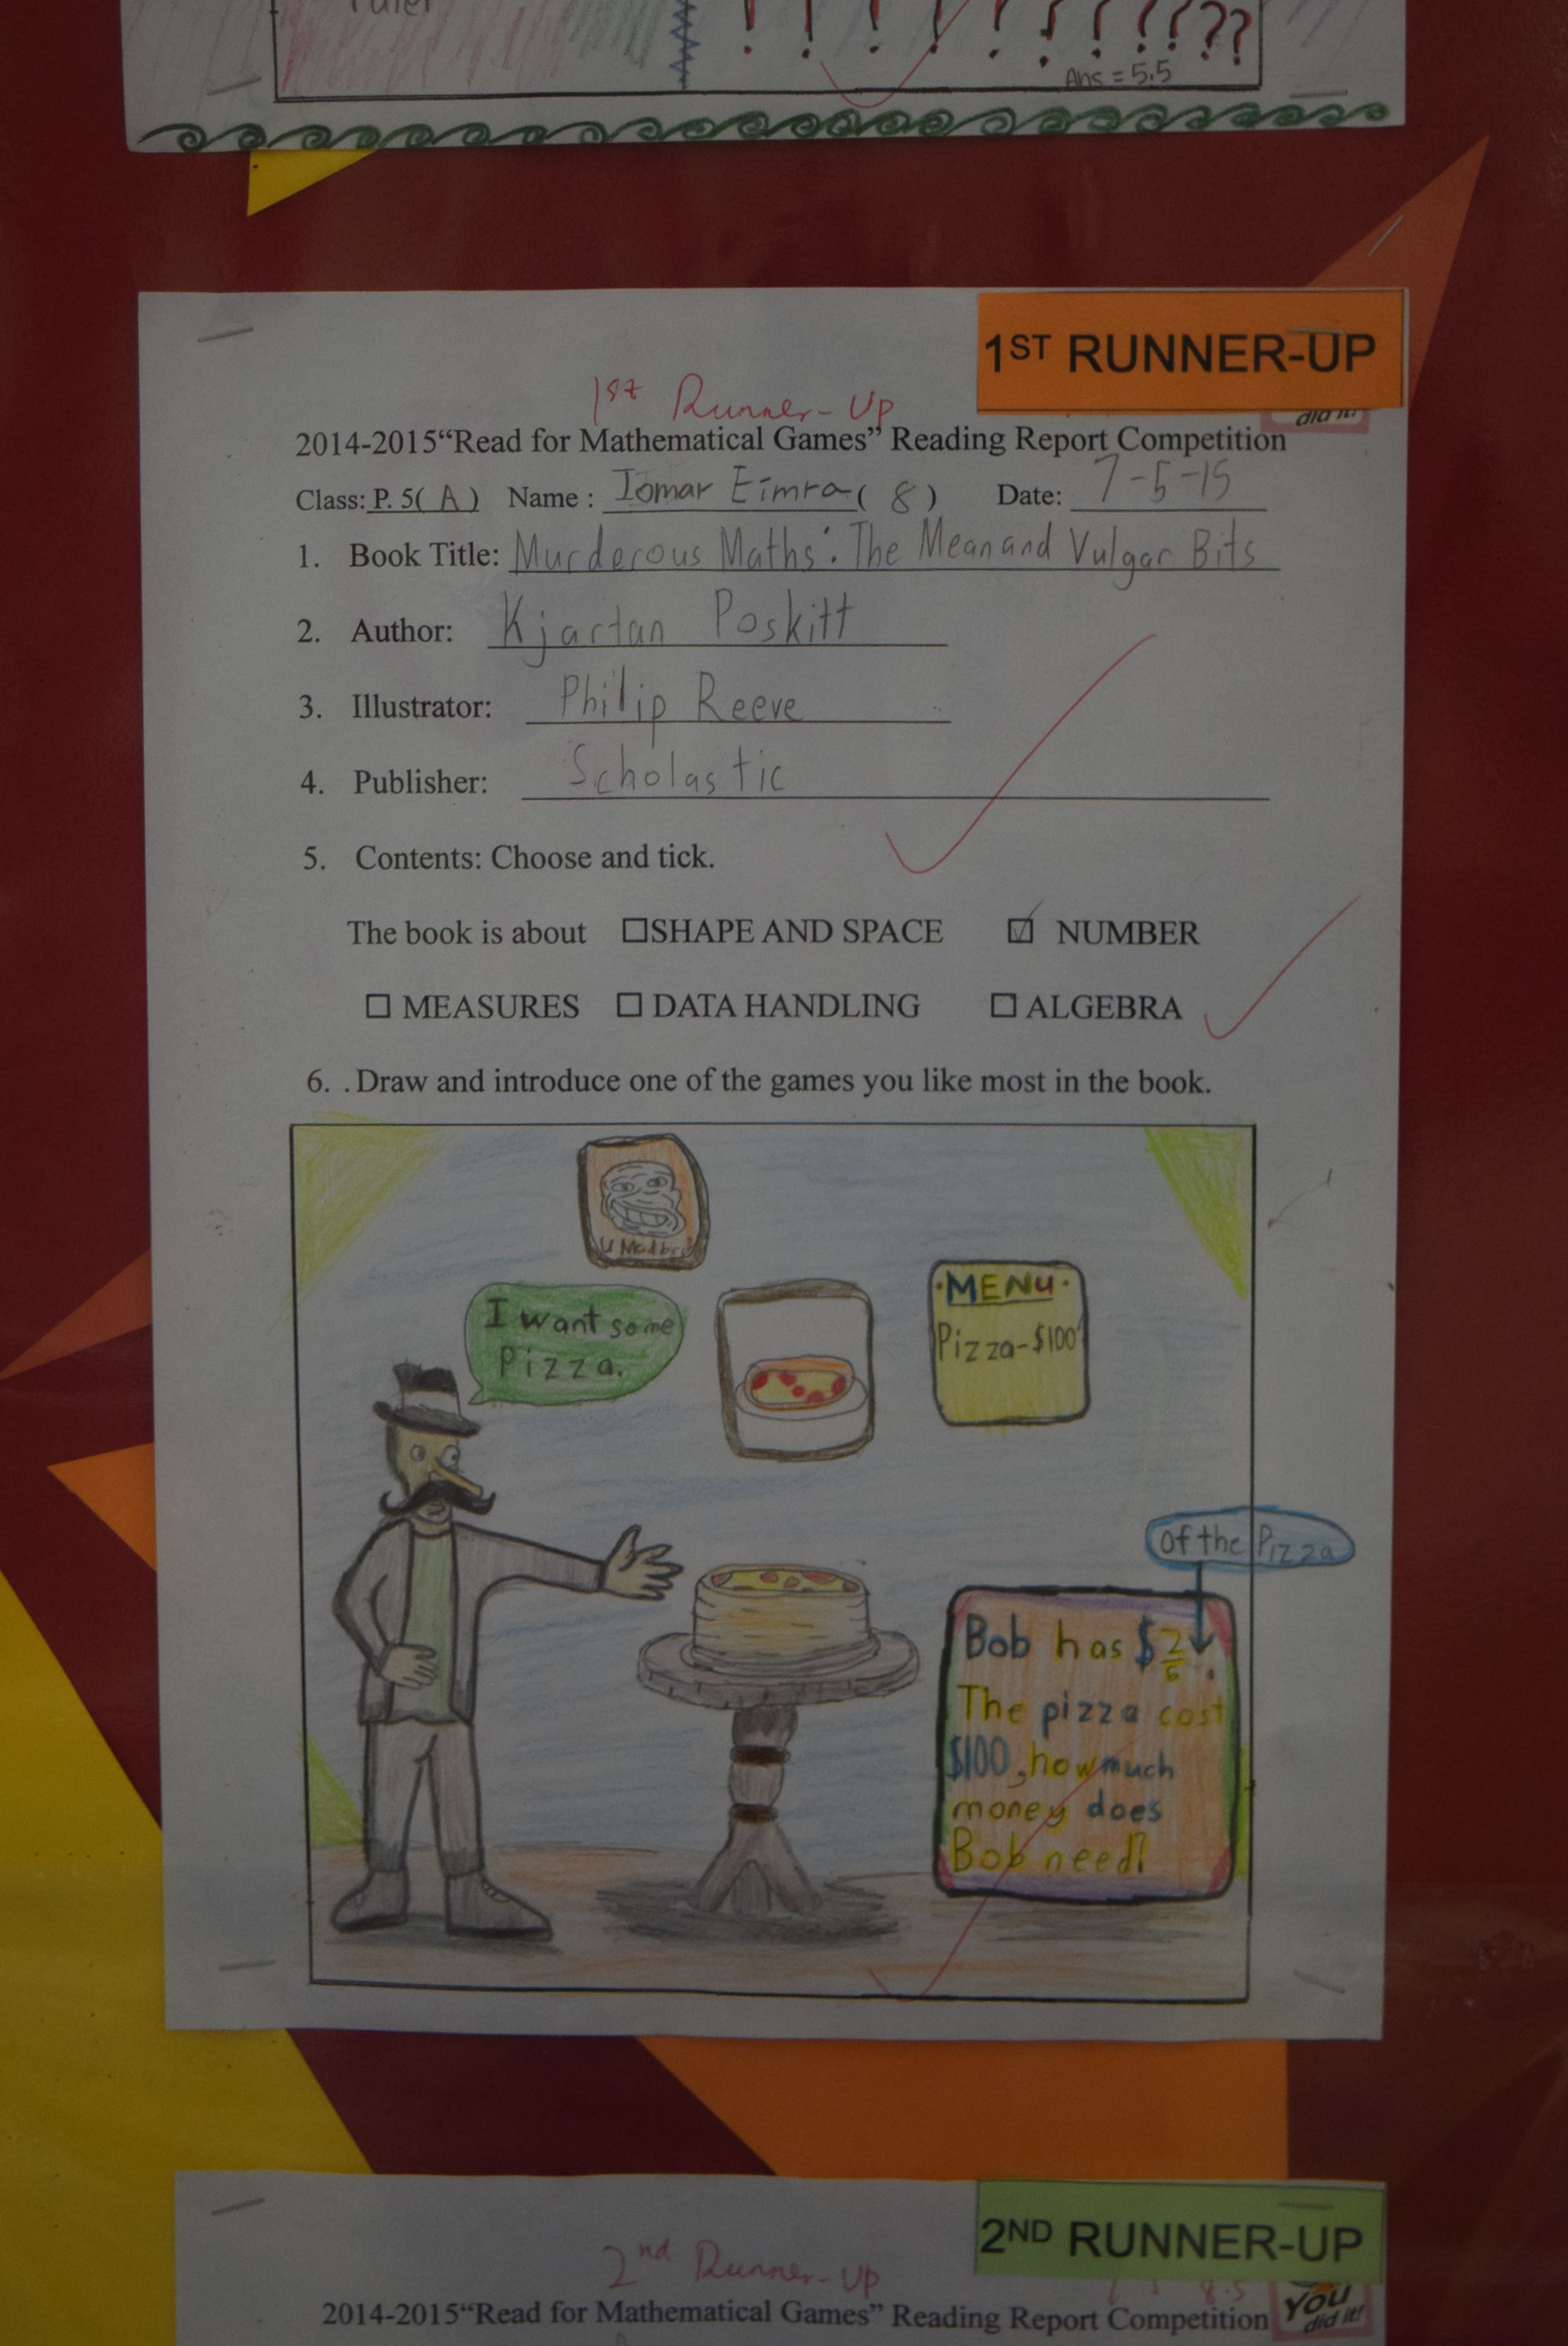 ruler
Ans = 5.5
1ST RUNNER-UP
1st Runner-Up
did it!
2014-2015“Read for Mathematical Games” Reading Report Competition
Class: P. 5( A ) Name : Iomar Eimra ( 8 ) Date: 7-5-15
1. Book Title: Murderous Maths: The Mean and Vulgar Bits
2. Author: Kjartan Poskitt
3. Illustrator: Philip Reeve
4. Publisher: Scholastic
5. Contents: Choose and tick.
The book is about □SHAPE AND SPACE ☑ NUMBER
□ MEASURES □ DATA HANDLING □ ALGEBRA
6. . Draw and introduce one of the games you like most in the book.
U Mad bro
I want some
Pizza.
·MENU·
Pizza-$100
Of the Pizza
Bob has $ 2/5.
The pizza cost
$100, how much
money does
Bob need?
2ND RUNNER-UP
2nd Runner-Up
2014-2015“Read for Mathematical Games” Reading Report Competition
YOU
did it!